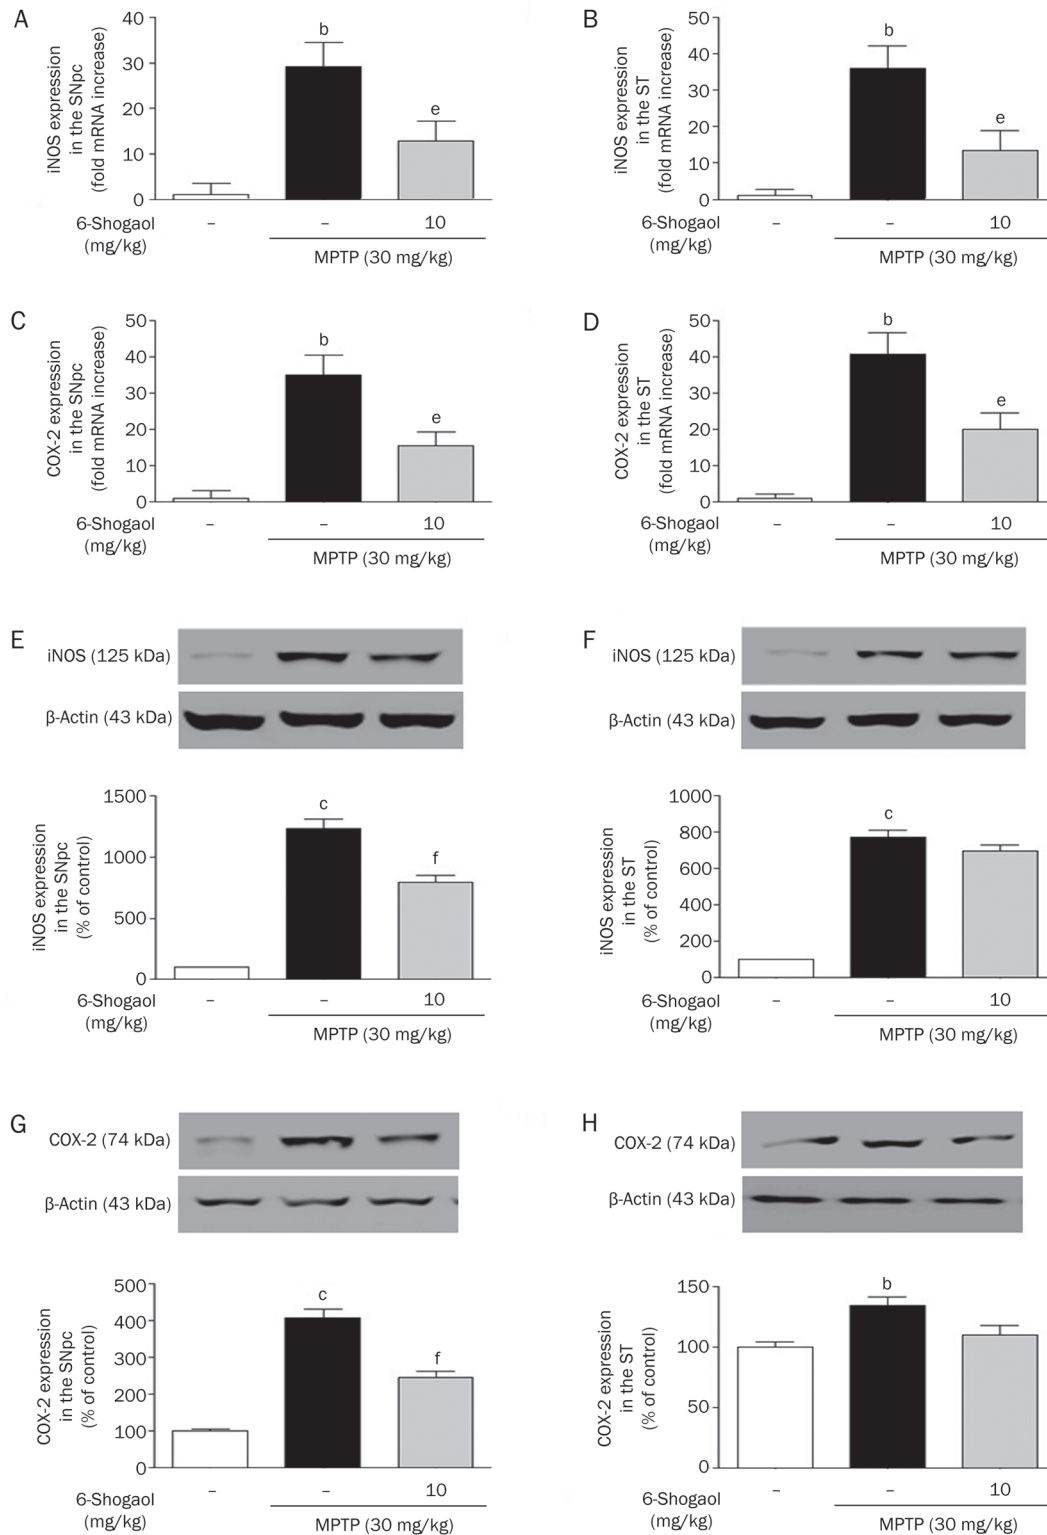 A
iNOS expression
in the SNpc
(fold mRNA increase)
40
30
20
10
0
b
e
6-Shogaol
(mg/kg)
– – 10
MPTP (30 mg/kg)
B
iNOS expression
in the ST
(fold mRNA increase)
50
40
30
20
10
0
b
e
6-Shogaol
(mg/kg)
– – 10
MPTP (30 mg/kg)
C
COX-2 expression
in the SNpc
(fold mRNA increase)
50
40
30
20
10
0
b
e
6-Shogaol
(mg/kg)
– – 10
MPTP (30 mg/kg)
D
COX-2 expression
in the ST
(fold mRNA increase)
50
40
30
20
10
0
b
e
6-Shogaol
(mg/kg)
– – 10
MPTP (30 mg/kg)
E
iNOS (125 kDa)
β-Actin (43 kDa)
iNOS expression
in the SNpc
(% of control)
1500
1000
500
0
c
f
6-Shogaol
(mg/kg)
– – 10
MPTP (30 mg/kg)
F
iNOS (125 kDa)
β-Actin (43 kDa)
iNOS expression
in the ST
(% of control)
1000
800
600
400
200
0
c
6-Shogaol
(mg/kg)
– – 10
MPTP (30 mg/kg)
G
COX-2 (74 kDa)
β-Actin (43 kDa)
COX-2 expression
in the SNpc
(% of control)
500
400
300
200
100
0
c
f
6-Shogaol
(mg/kg)
– – 10
MPTP (30 mg/kg)
H
COX-2 (74 kDa)
β-Actin (43 kDa)
COX-2 expression
in the ST
(% of control)
150
100
50
0
b
6-Shogaol
(mg/kg)
– – 10
MPTP (30 mg/kg)